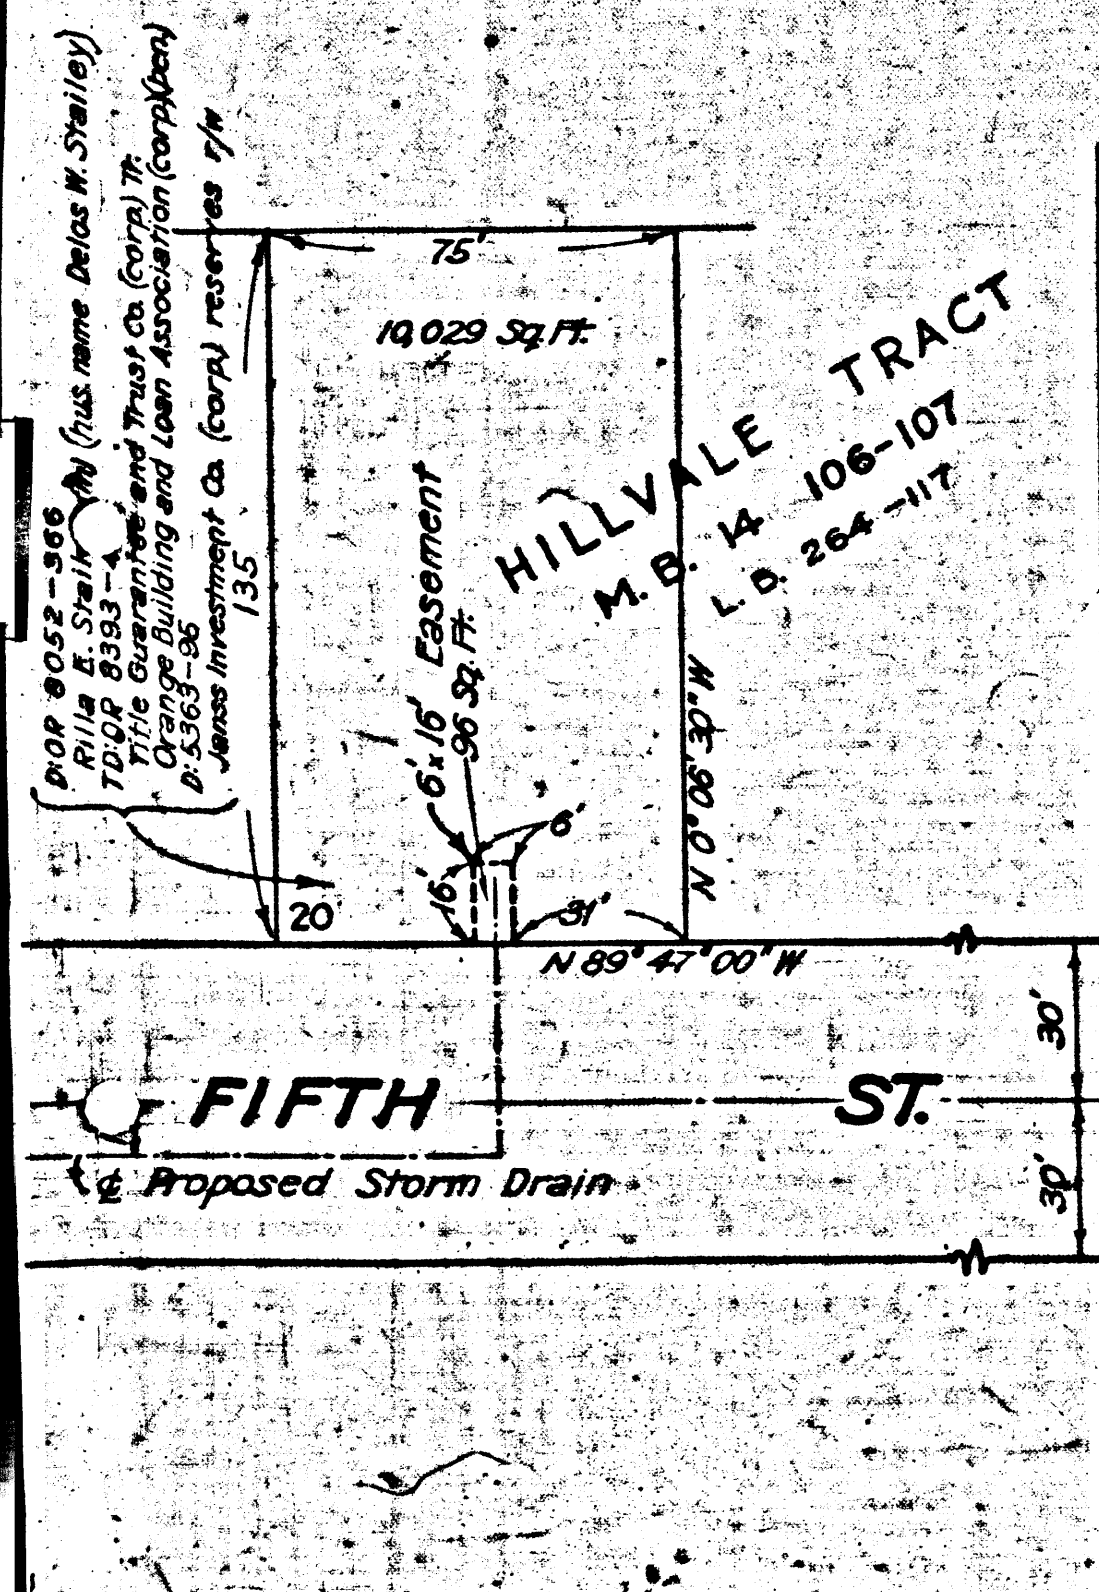 D:OR 8052-366
Rilla E. (hus. name Delas W. Stailey)
TD:OR 8393-4
Title Guarantee and Trust Co. (corp.) Tr.
Orange Building and Loan Association (corp)(ben)
D:5363-96
Janss Investment Co. (corp.) reserves r/w
135
75'
10,029 Sq. Ft.
HILLVALE TRACT
M. B. 14 106-107
L. B. 264-117
6'x16' Easement
96 Sq. Ft.
N 0° 06' 30" W
6'
16'
20
31'
N 89° 47' 00" W
30'
FIFTH ST.
30'
℄ Proposed Storm Drain